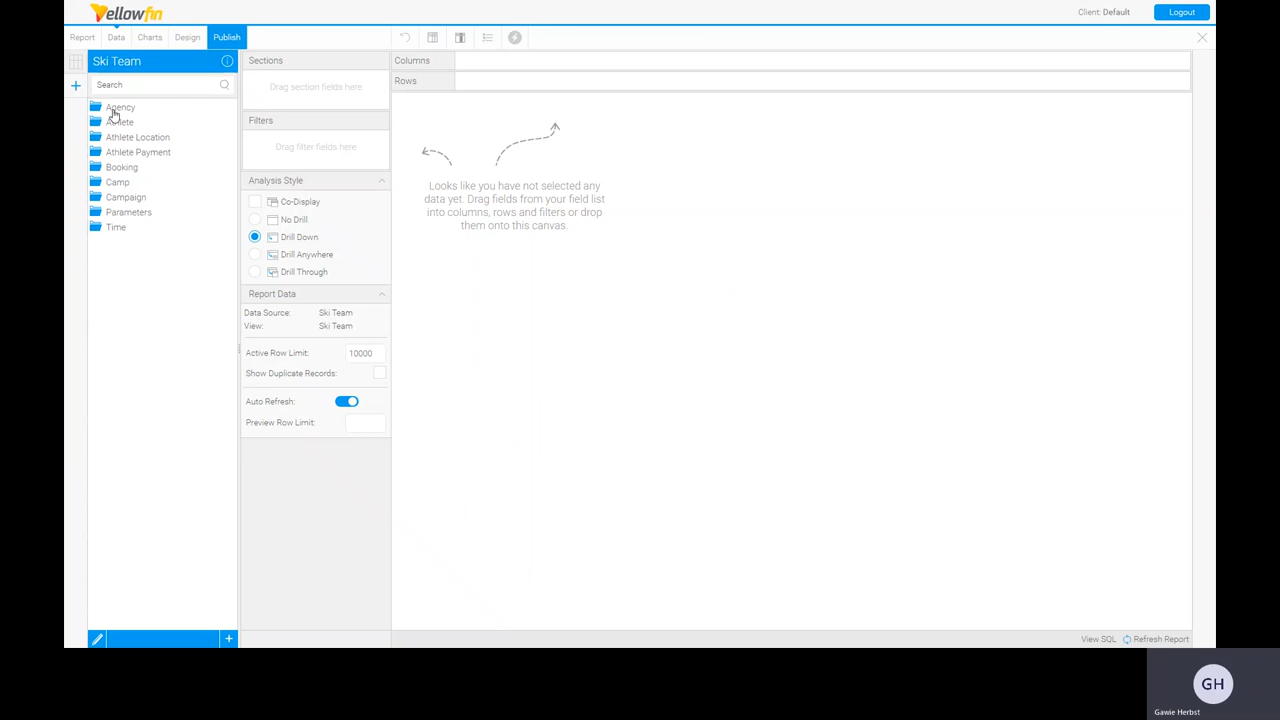 Yellowfin
Client: Default
Logout
Report
Data
Charts
Design
Publish
Ski Team
Search
Agency
Athlete
Athlete Location
Athlete Payment
Booking
Camp
Campaign
Parameters
Time
Sections
Drag section fields here
Filters
Drag filter fields here
Analysis Style
Co-Display
No Drill
Drill Down
Drill Anywhere
Drill Through
Report Data
Data Source: Ski Team
View: Ski Team
Active Row Limit: 10000
Show Duplicate Records:
Auto Refresh:
Preview Row Limit:
Columns
Rows
Looks like you have not selected any
data yet. Drag fields from your field list
into columns, rows and filters or drop
them onto this canvas.
View SQL
Refresh Report
GH
Gawie Herbst